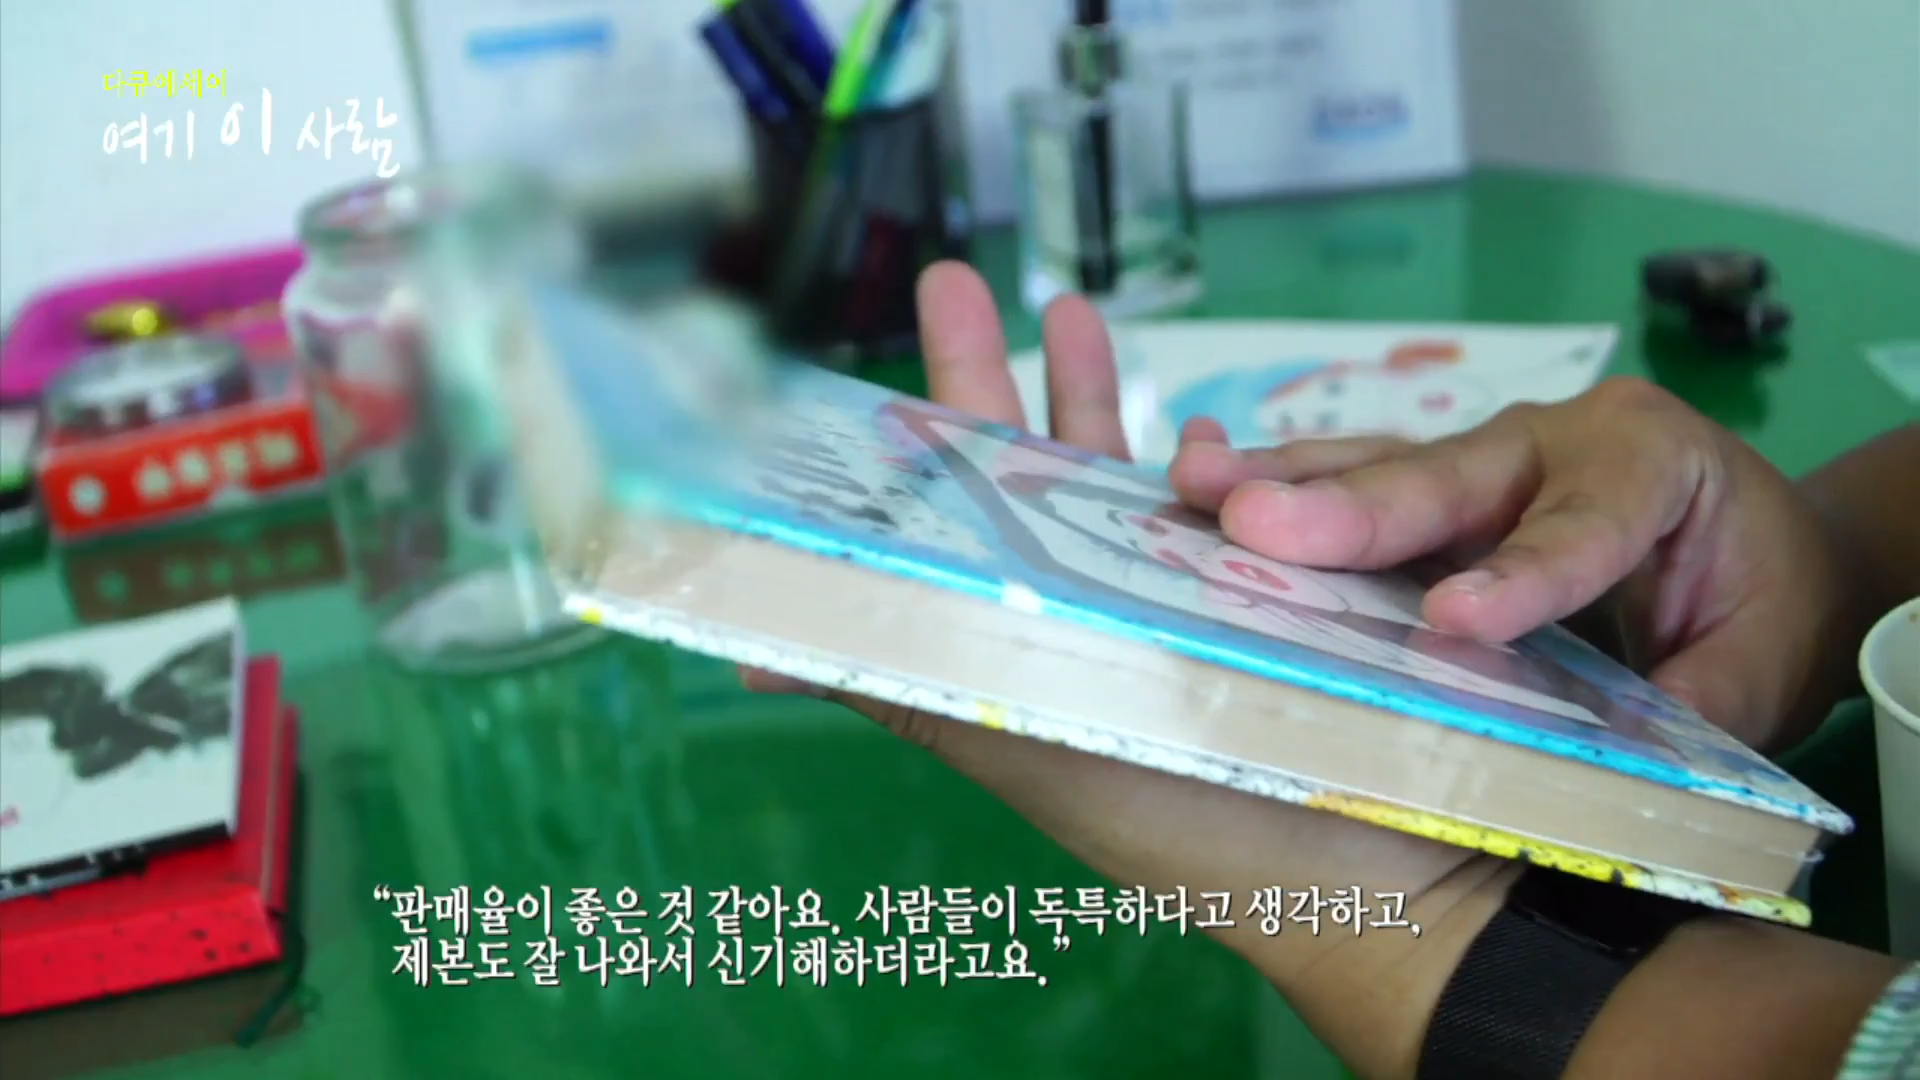 다큐에세이
여기 이 사람
“판매율이 좋은 것 같아요. 사람들이 독특하다고 생각하고,
제본도 잘 나와서 신기해하더라고요.”